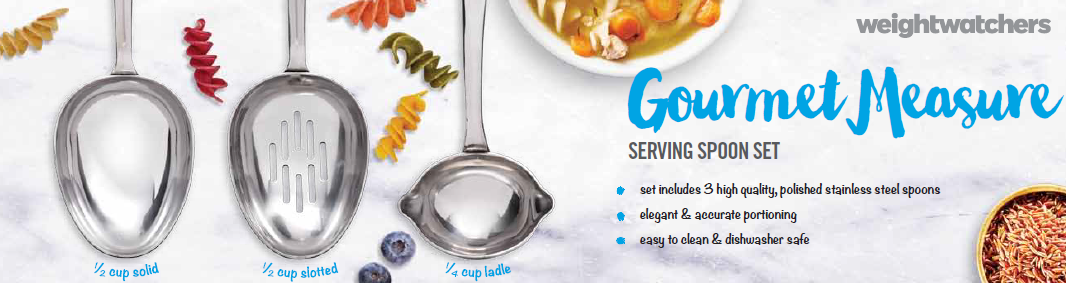 weightwatchers
Gourmet Measure
SERVING SPOON SET
set includes 3 high quality, polished stainless steel spoons
elegant & accurate portioning
easy to clean & dishwasher safe
1/2 cup solid
1/2 cup slotted
1/4 cup ladle